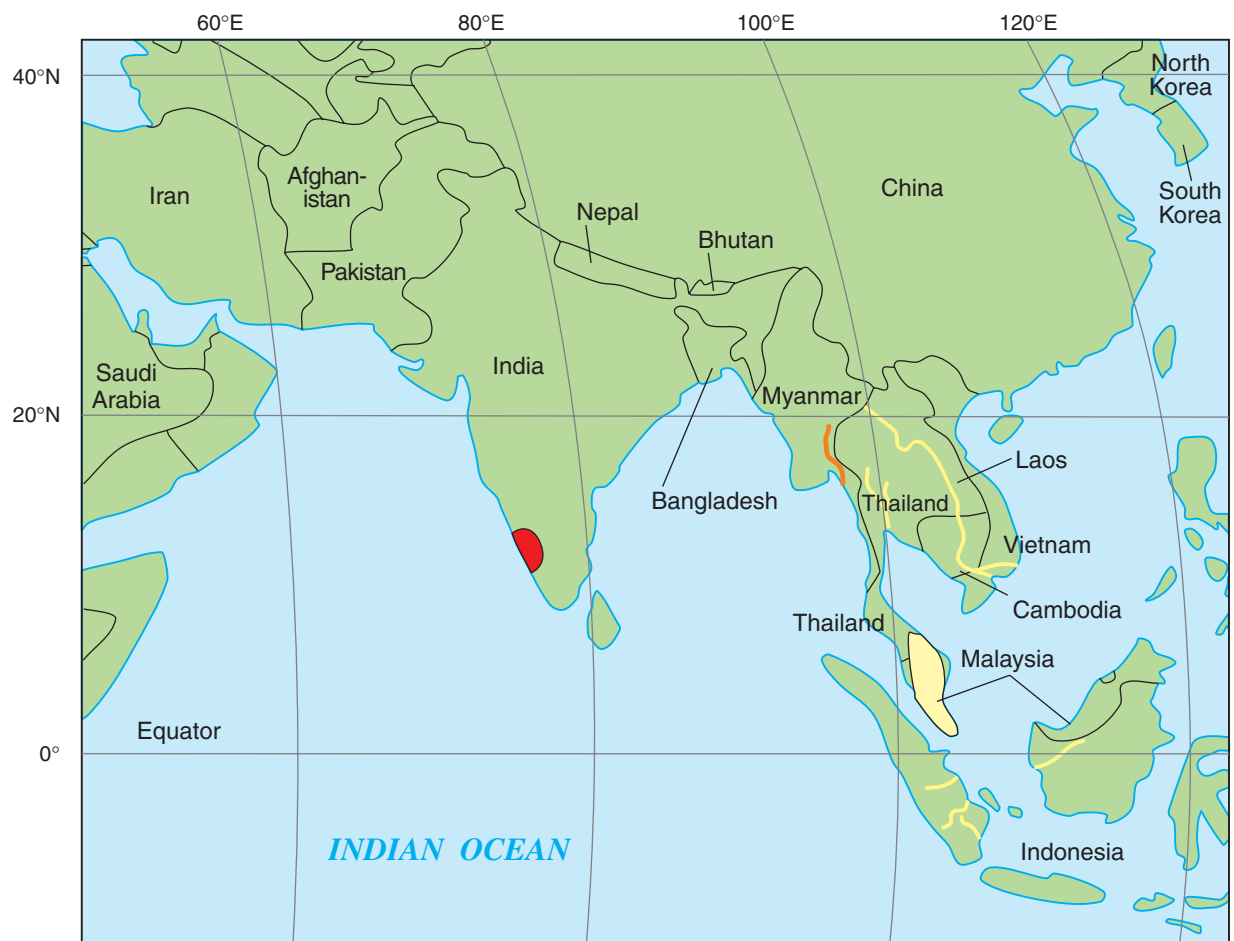 60°E
80°E
100°E
120°E
40°N
North
Korea
Afghan-
istan
Iran
China
South
Korea
Nepal
Bhutan
Pakistan
India
Saudi
Arabia
Myanmar
20°N
Laos
Bangladesh
Thailand
Vietnam
Cambodia
Thailand
Malaysia
Equator
0°
INDIAN OCEAN
Indonesia